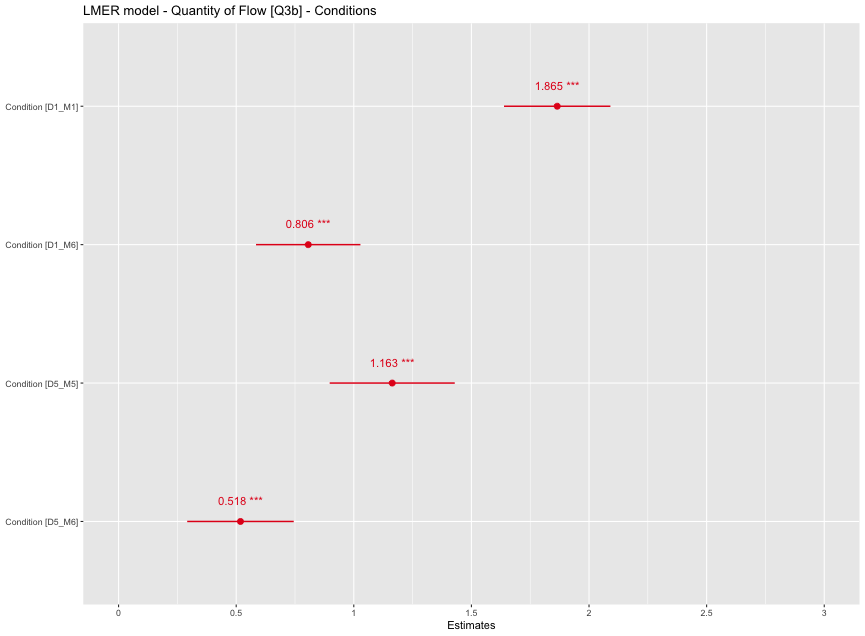 LMER model - Quantity of Flow [Q3b] - Conditions
1.865 ***
Condition [D1_M1]
0.806 ***
Condition [D1_M6]
1.163 ***
Condition [D5_M5]
0.518 ***
Condition [D5_M6]
0 0.5 1 1.5 2 2.5 3
Estimates